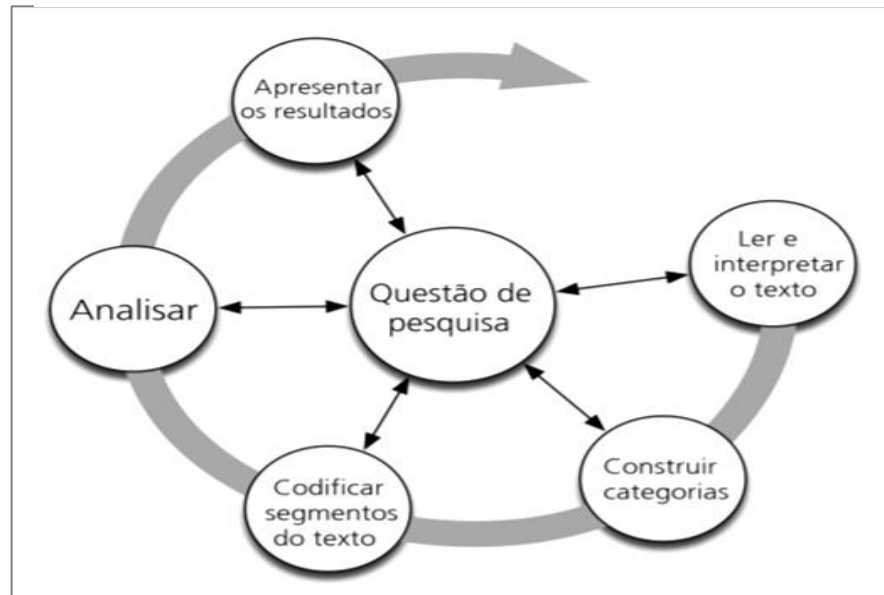 Apresentar
os resultados
Ler e
interpretar
o texto
Analisar
Questão de
pesquisa
Construir
categorias
Codificar
segmentos
do texto